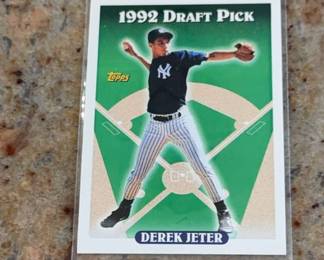 1992 DRAFT PICK
Topps
NY
DEREK JETER